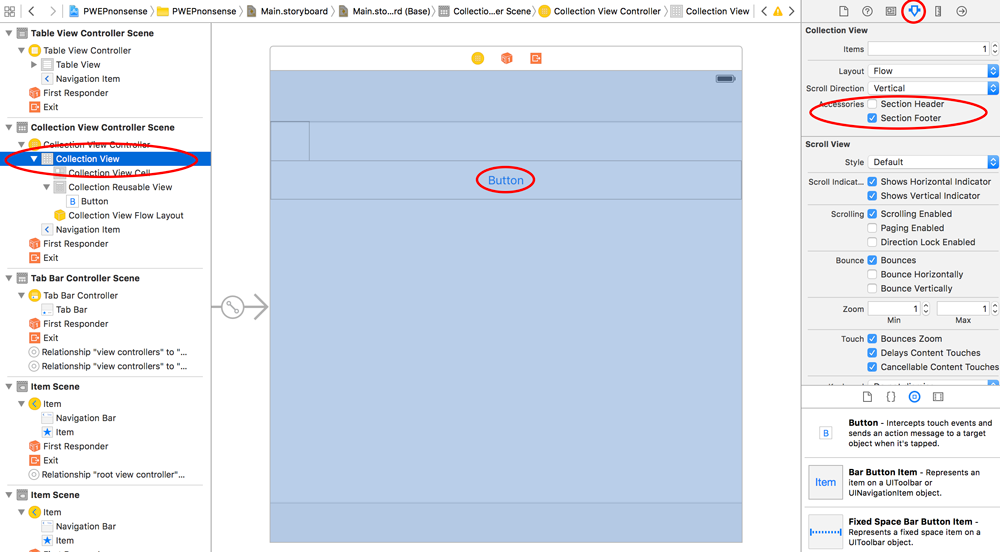 PWEPnonsense
PWEPnonsense
Main.storyboard
Main.sto...rd (Base)
Collectio...er Scene
Collection View Controller
Collection View
Table View Controller Scene
Table View Controller
Table View
Navigation Item
First Responder
Exit
Collection View Controller Scene
Collection View Controller
Collection View
Collection View Cell
Collection Reusable View
B Button
Collection View Flow Layout
Navigation Item
First Responder
Exit
Tab Bar Controller Scene
Tab Bar Controller
Tab Bar
First Responder
Exit
Relationship "view controllers" to "...
Relationship "view controllers" to "...
Item Scene
Item
Navigation Bar
Item
First Responder
Exit
Relationship "root view controller"...
Item Scene
Item
Navigation Bar
Item
Button
Collection View
Items 1
Layout Flow
Scroll Direction Vertical
Accessories Section Header
Section Footer
Scroll View
Style Default
Scroll Indicat... Shows Horizontal Indicator
Shows Vertical Indicator
Scrolling Scrolling Enabled
Paging Enabled
Direction Lock Enabled
Bounce Bounces
Bounce Horizontally
Bounce Vertically
Zoom 1 1
Min Max
Touch Bounces Zoom
Delays Content Touches
Cancellable Content Touches
{}
B
Button - Intercepts touch events and
sends an action message to a target
object when it's tapped.
Item
Bar Button Item - Represents an
item on a UIToolbar or
UINavigationItem object.
Fixed Space Bar Button Item -
Represents a fixed space item on a
UIToolbar object.